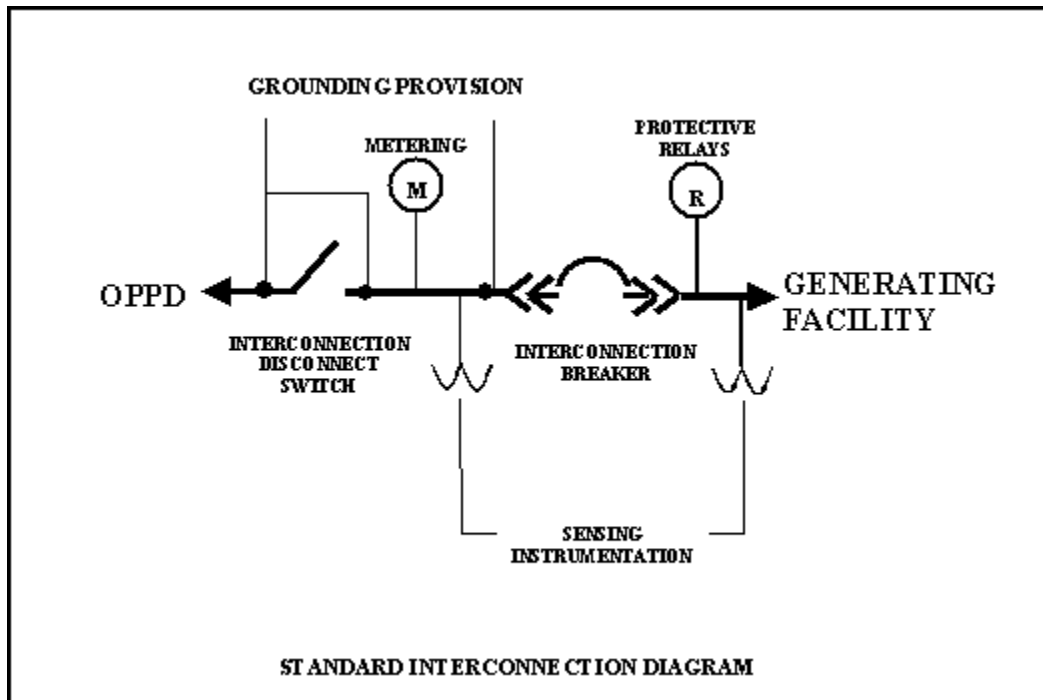 GROUNDING PROVISION
METERING
M
PROTECTIVE
RELAYS
R
OPPD
GENERATING
FACILITY
INTERCONNECTION
DISCONNECT
SWITCH
INTERCONNECTION
BREAKER
SENSING
INSTRUMENTATION
STANDARD INTERCONNECTION DIAGRAM